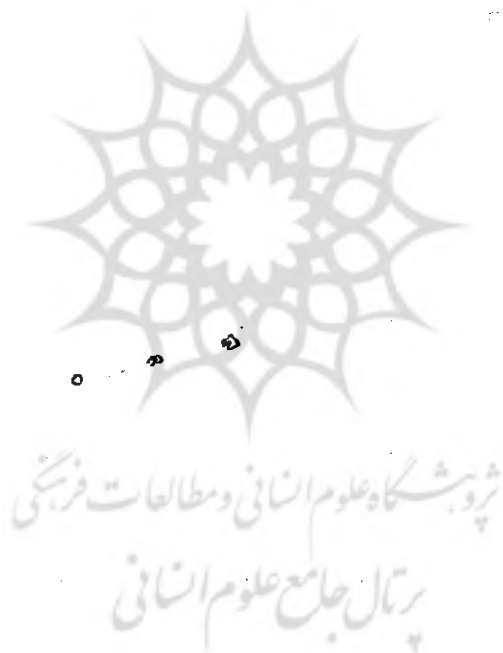 پژوهشگاه علوم انسانی و مطالعات فرهنگی
پرتال جامع علوم انسانی